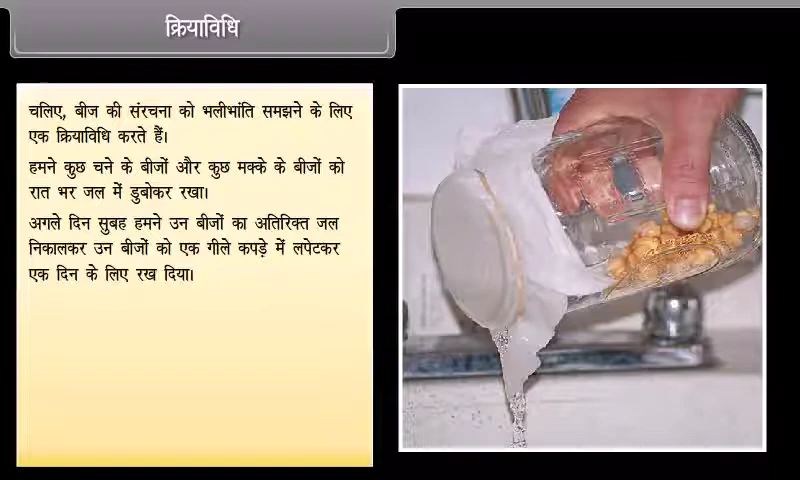 क्रियाविधि
चलिए, बीज की संरचना को भलीभांति समझने के लिए
एक क्रियाविधि करते हैं।
हमने कुछ चने के बीजों और कुछ मक्के के बीजों को
रात भर जल में डुबोकर रखा।
अगले दिन सुबह हमने उन बीजों का अतिरिक्त जल
निकालकर उन बीजों को एक गीले कपड़े में लपेटकर
एक दिन के लिए रख दिया।